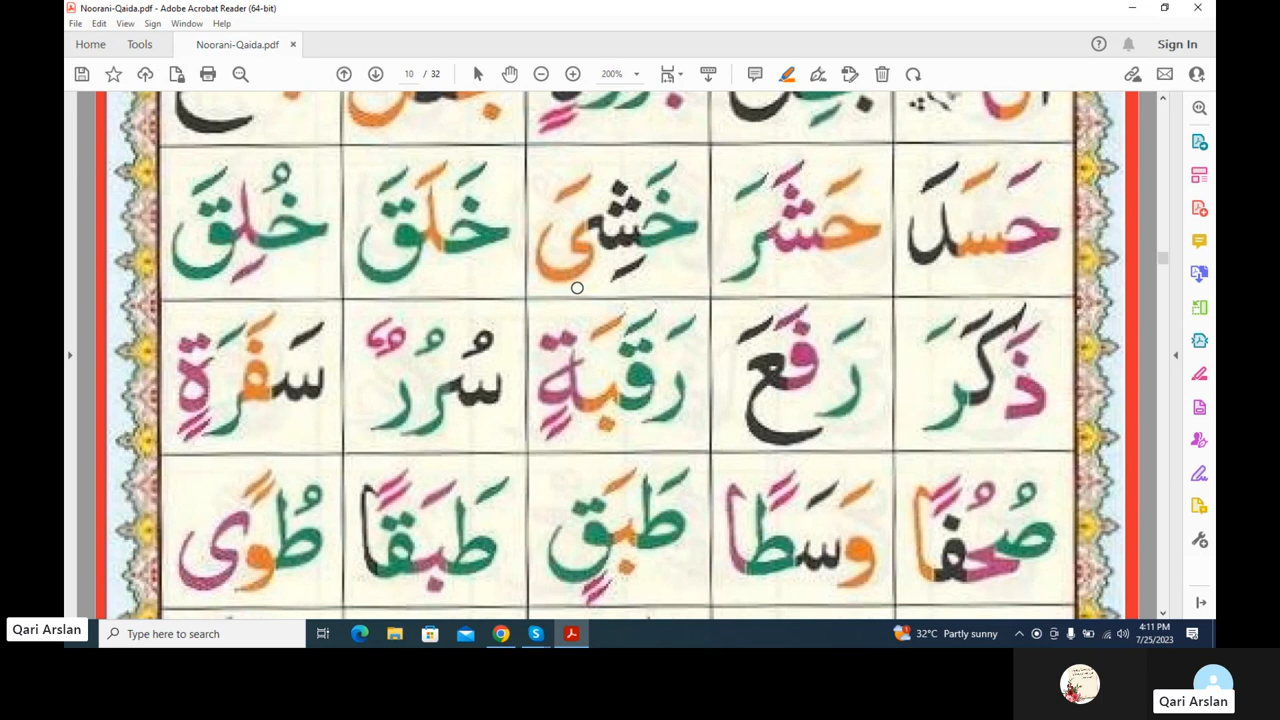 Noorani-Qaida.pdf - Adobe Acrobat Reader (64-bit)
File Edit View Sign Window Help
Home Tools Noorani-Qaida.pdf × Sign In
10 / 32 200%
حَسَدَ حَشَرَ خَشِىَ خَلَقَ خُلِقَ
ذَكَرَ رَفَعَ رَقَبَةٍ سُرُرٌ سَفَرَةٍ
صُحُفًا وَسَطًا طَبَقٍ طَبَقًا طُوًى
Qari Arslan
Type here to search
32°C Partly sunny
4:11 PM
7/25/2023
Qari Arslan